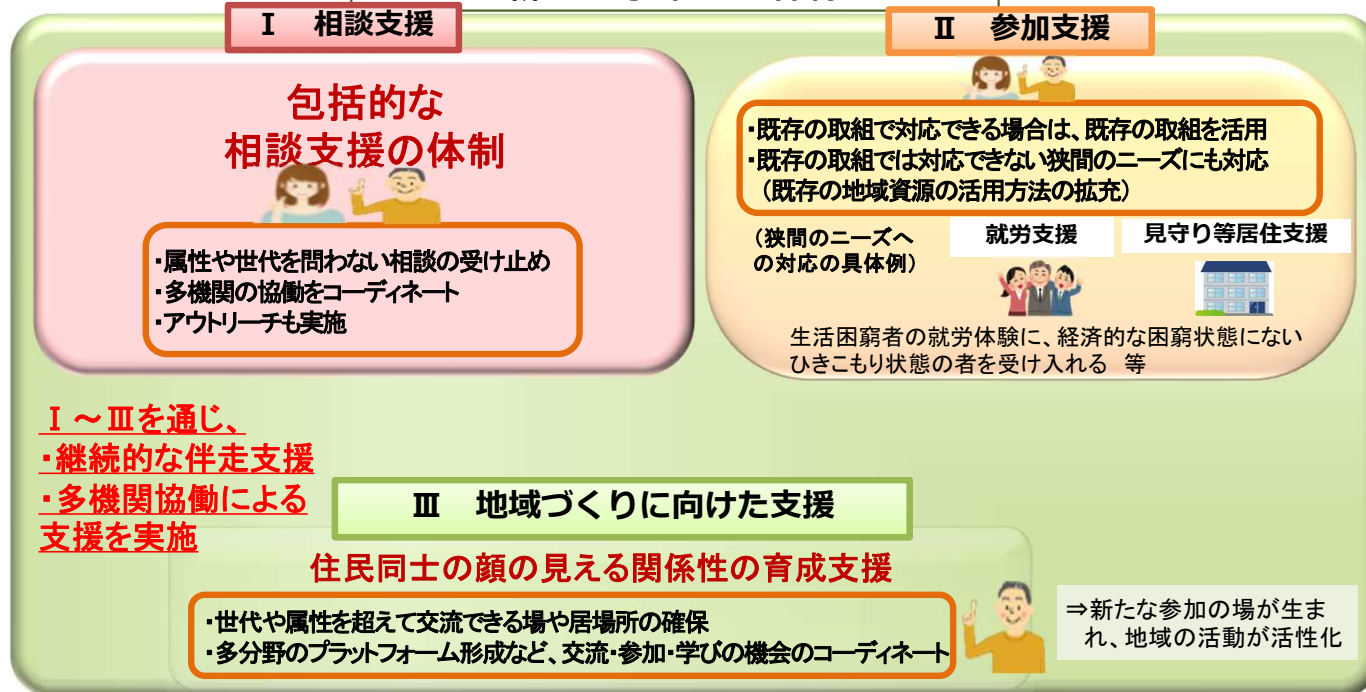 Ⅰ 相談支援
包括的な
相談支援の体制
・属性や世代を問わない相談の受け止め
・多機関の協働をコーディネート
・アウトリーチも実施
Ⅱ 参加支援
・既存の取組で対応できる場合は、既存の取組を活用
・既存の取組では対応できない狭間のニーズにも対応
（既存の地域資源の活用方法の拡充）
（狭間のニーズへ
の対応の具体例）
就労支援
見守り等居住支援
生活困窮者の就労体験に、経済的な困窮状態にない
ひきこもり状態の者を受け入れる 等
Ⅰ～Ⅲを通じ、
・継続的な伴走支援
・多機関協働による
支援を実施
Ⅲ 地域づくりに向けた支援
住民同士の顔の見える関係性の育成支援
・世代や属性を超えて交流できる場や居場所の確保
・多分野のプラットフォーム形成など、交流・参加・学びの機会のコーディネート
⇒新たな参加の場が生ま
れ、地域の活動が活性化